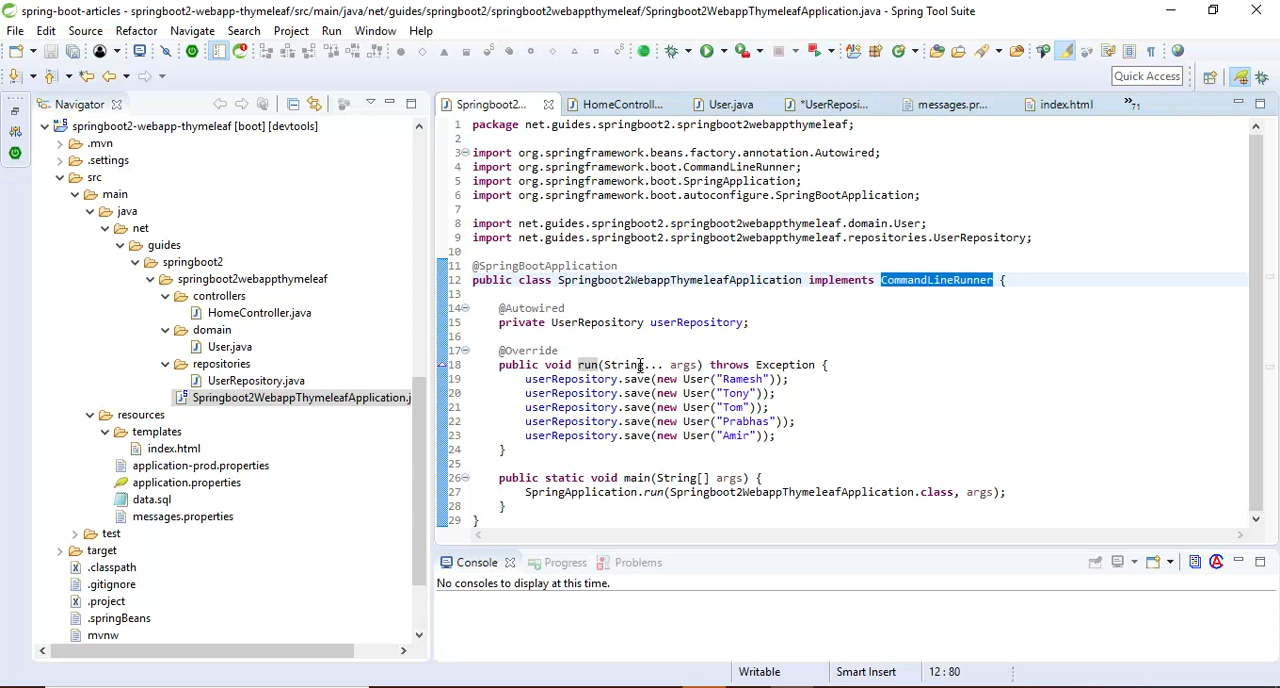 spring-boot-articles - springboot2-webapp-thymeleaf/src/main/java/net/guides/springboot2/springboot2webappthymeleaf/Springboot2WebappThymeleafApplication.java - Spring Tool Suite
File Edit Source Refactor Navigate Search Project Run Window Help
Quick Access
Navigator
Springboot2... HomeControll... User.java *UserReposi... messages.pr... index.html »71
springboot2-webapp-thymeleaf [boot] [devtools]
.mvn
.settings
src
main
java
net
guides
springboot2
springboot2webappthymeleaf
controllers
HomeController.java
domain
User.java
repositories
UserRepository.java
Springboot2WebappThymeleafApplication.j
resources
templates
index.html
application-prod.properties
application.properties
data.sql
messages.properties
test
target
.classpath
.gitignore
.project
.springBeans
mvnw
1 package net.guides.springboot2.springboot2webappthymeleaf;
2
3 import org.springframework.beans.factory.annotation.Autowired;
4 import org.springframework.boot.CommandLineRunner;
5 import org.springframework.boot.SpringApplication;
6 import org.springframework.boot.autoconfigure.SpringBootApplication;
7
8 import net.guides.springboot2.springboot2webappthymeleaf.domain.User;
9 import net.guides.springboot2.springboot2webappthymeleaf.repositories.UserRepository;
10
11 @SpringBootApplication
12 public class Springboot2WebappThymeleafApplication implements CommandLineRunner {
13
14 @Autowired
15 private UserRepository userRepository;
16
17 @Override
18 public void run(String... args) throws Exception {
19 userRepository.save(new User("Ramesh"));
20 userRepository.save(new User("Tony"));
21 userRepository.save(new User("Tom"));
22 userRepository.save(new User("Prabhas"));
23 userRepository.save(new User("Amir"));
24 }
25
26 public static void main(String[] args) {
27 SpringApplication.run(Springboot2WebappThymeleafApplication.class, args);
28 }
29 }
Console Progress Problems
No consoles to display at this time.
Writable Smart Insert 12 : 80